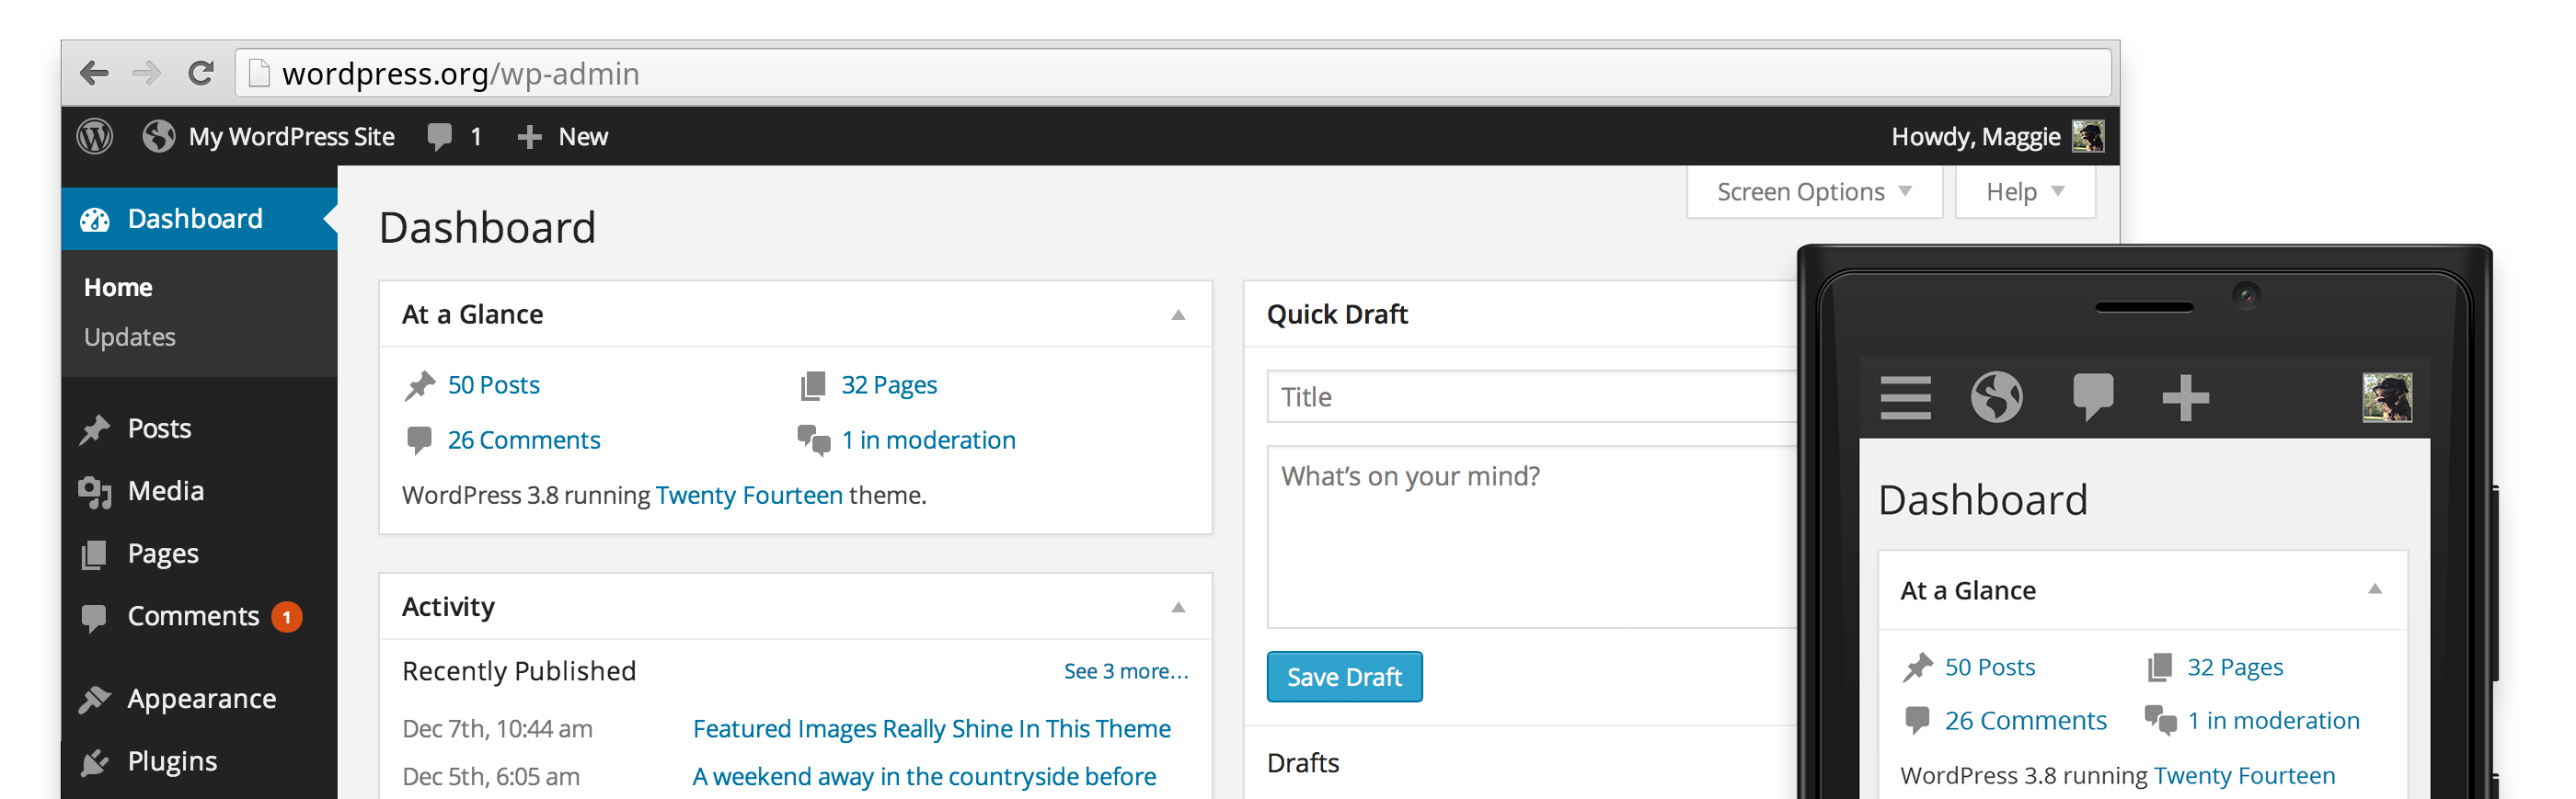 wordpress.org/wp-admin
My WordPress Site 1 New Howdy, Maggie
Screen Options Help
Dashboard
Home
Updates
Posts
Media
Pages
Comments 1
Appearance
Plugins
Dashboard
At a Glance
50 Posts 32 Pages
26 Comments 1 in moderation
WordPress 3.8 running Twenty Fourteen theme.
Activity
Recently Published See 3 more...
Dec 7th, 10:44 am Featured Images Really Shine In This Theme
Dec 5th, 6:05 am A weekend away in the countryside before
Quick Draft
Title
What’s on your mind?
Save Draft
Drafts
Dashboard
At a Glance
50 Posts 32 Pages
26 Comments 1 in moderation
WordPress 3.8 running Twenty Fourteen